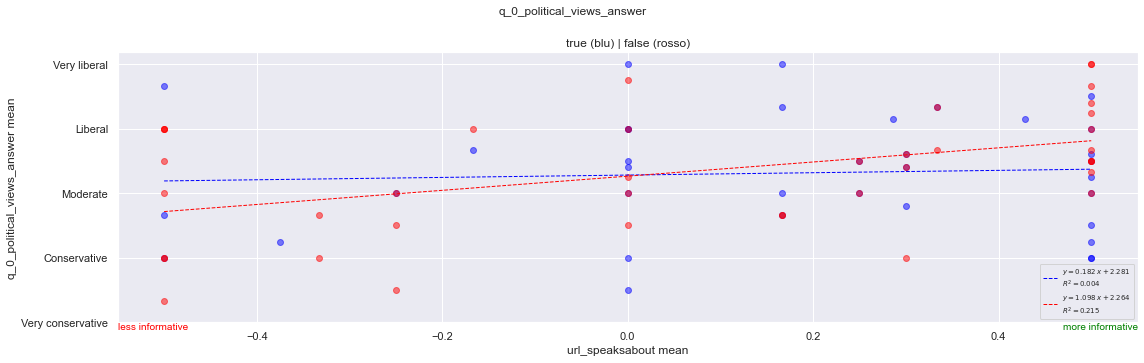 q_0_political_views_answer
true (blu) | false (rosso)
q_0_political_views_answer mean
Very liberal
Liberal
Moderate
Conservative
Very conservative
y = 0.182 x + 2.281
R² = 0.004
y = 1.098 x + 2.264
R² = 0.215
less informative
more informative
−0.4
−0.2
0.0
0.2
0.4
url_speaksabout mean